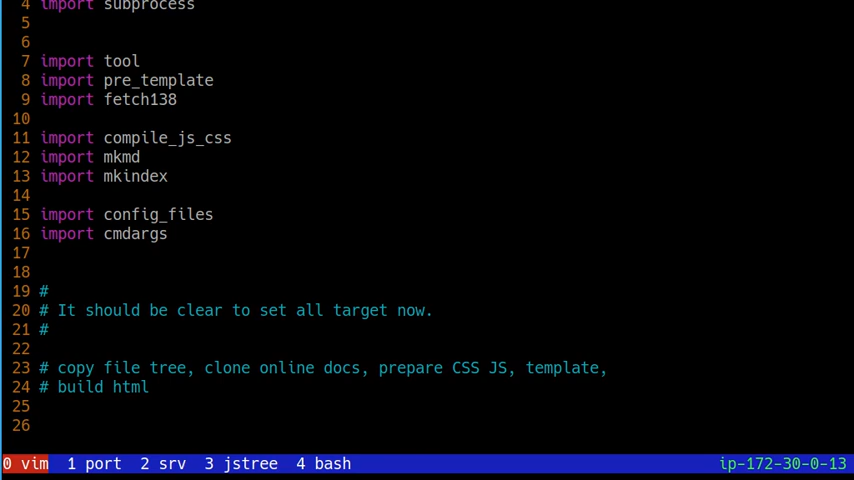 4 import subprocess
5
6
7 import tool
8 import pre_template
9 import fetch138
10
11 import compile_js_css
12 import mkmd
13 import mkindex
14
15 import config_files
16 import cmdargs
17
18
19 #
20 # It should be clear to set all target now.
21 #
22
23 # copy file tree, clone online docs, prepare CSS JS, template,
24 # build html
25
26
0 vim 1 port 2 srv 3 jstree 4 bash ip-172-30-0-13